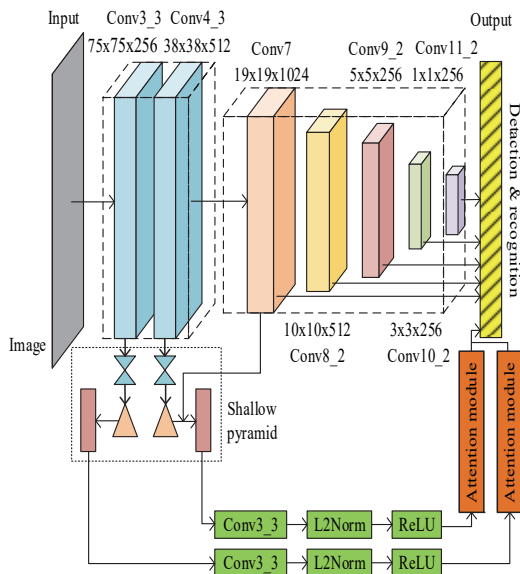 Input
Conv3_3
Conv4_3
Output
75x75x256
38x38x512
Conv7
19x19x1024
Conv9_2
5x5x256
Conv11_2
1x1x256
Detaction & recognition
Image
10x10x512
Conv8_2
3x3x256
Conv10_2
Shallow
pyramid
Attention module
Attention module
Conv3_3
L2Norm
ReLU
Conv3_3
L2Norm
ReLU